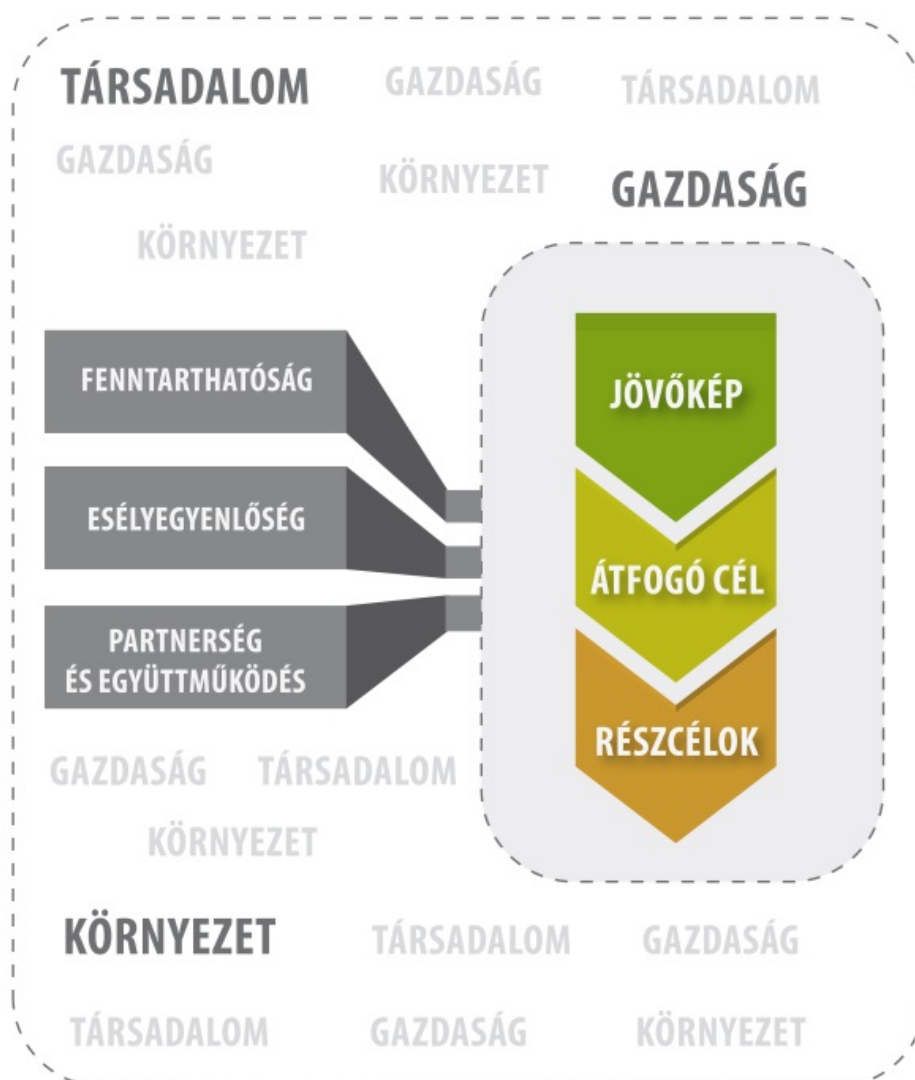 TÁRSADALOM
GAZDASÁG
TÁRSADALOM
GAZDASÁG
KÖRNYEZET
GAZDASÁG
KÖRNYEZET
FENNTARTHATÓSÁG
ESÉLYEGYENLŐSÉG
PARTNERSÉG
ÉS EGYÜTTMŰKÖDÉS
JÖVŐKÉP
ÁTFOGÓ CÉL
RÉSZCÉLOK
GAZDASÁG
TÁRSADALOM
KÖRNYEZET
KÖRNYEZET
TÁRSADALOM
GAZDASÁG
TÁRSADALOM
GAZDASÁG
KÖRNYEZET